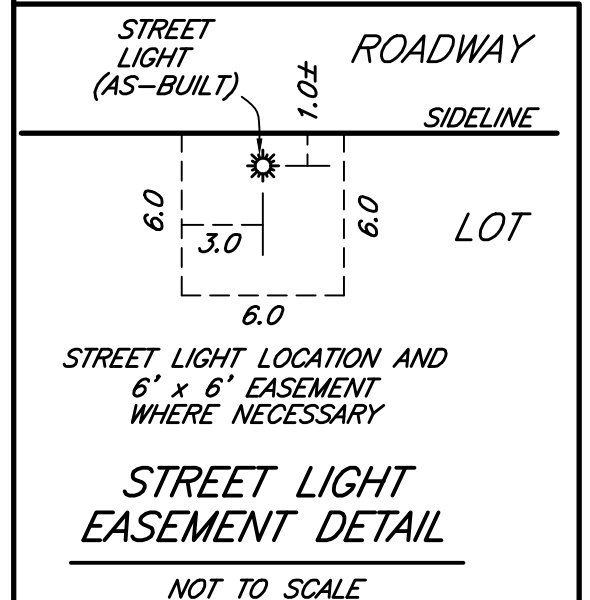 STREET
LIGHT
(AS-BUILT)
ROADWAY
1.0±
SIDELINE
6.0
3.0
6.0
LOT
6.0
STREET LIGHT LOCATION AND
6' x 6' EASEMENT
WHERE NECESSARY
STREET LIGHT
EASEMENT DETAIL
NOT TO SCALE